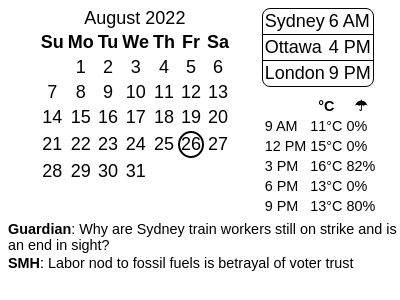 August 2022
Su Mo Tu We Th Fr Sa
1 2 3 4 5 6
7 8 9 10 11 12 13
14 15 16 17 18 19 20
21 22 23 24 25 26 27
28 29 30 31
Sydney 6 AM
Ottawa 4 PM
London 9 PM
°C ☂
9 AM 11°C 0%
12 PM 15°C 0%
3 PM 16°C 82%
6 PM 13°C 0%
9 PM 13°C 80%
Guardian: Why are Sydney train workers still on strike and is
an end in sight?
SMH: Labor nod to fossil fuels is betrayal of voter trust